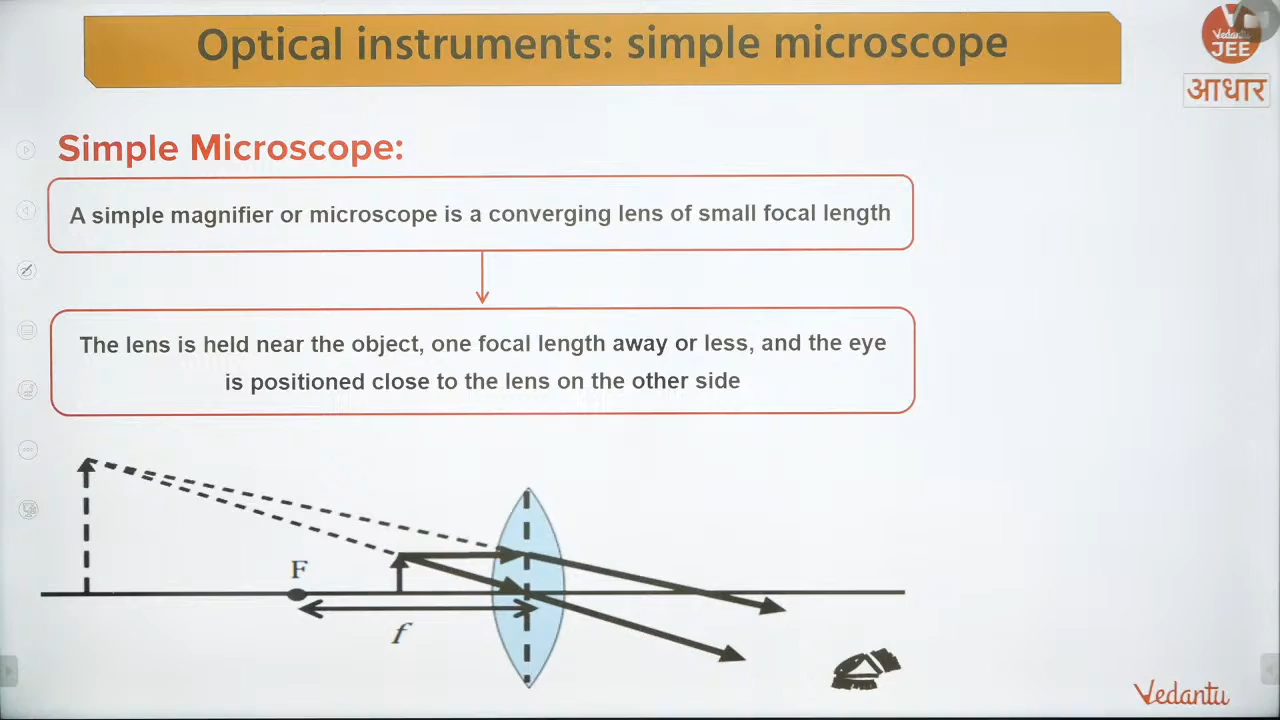 Optical instruments: simple microscope
V
Vedantu
JEE
आधार
Simple Microscope:
A simple magnifier or microscope is a converging lens of small focal length
The lens is held near the object, one focal length away or less, and the eye
is positioned close to the lens on the other side
F
f
Vedantu